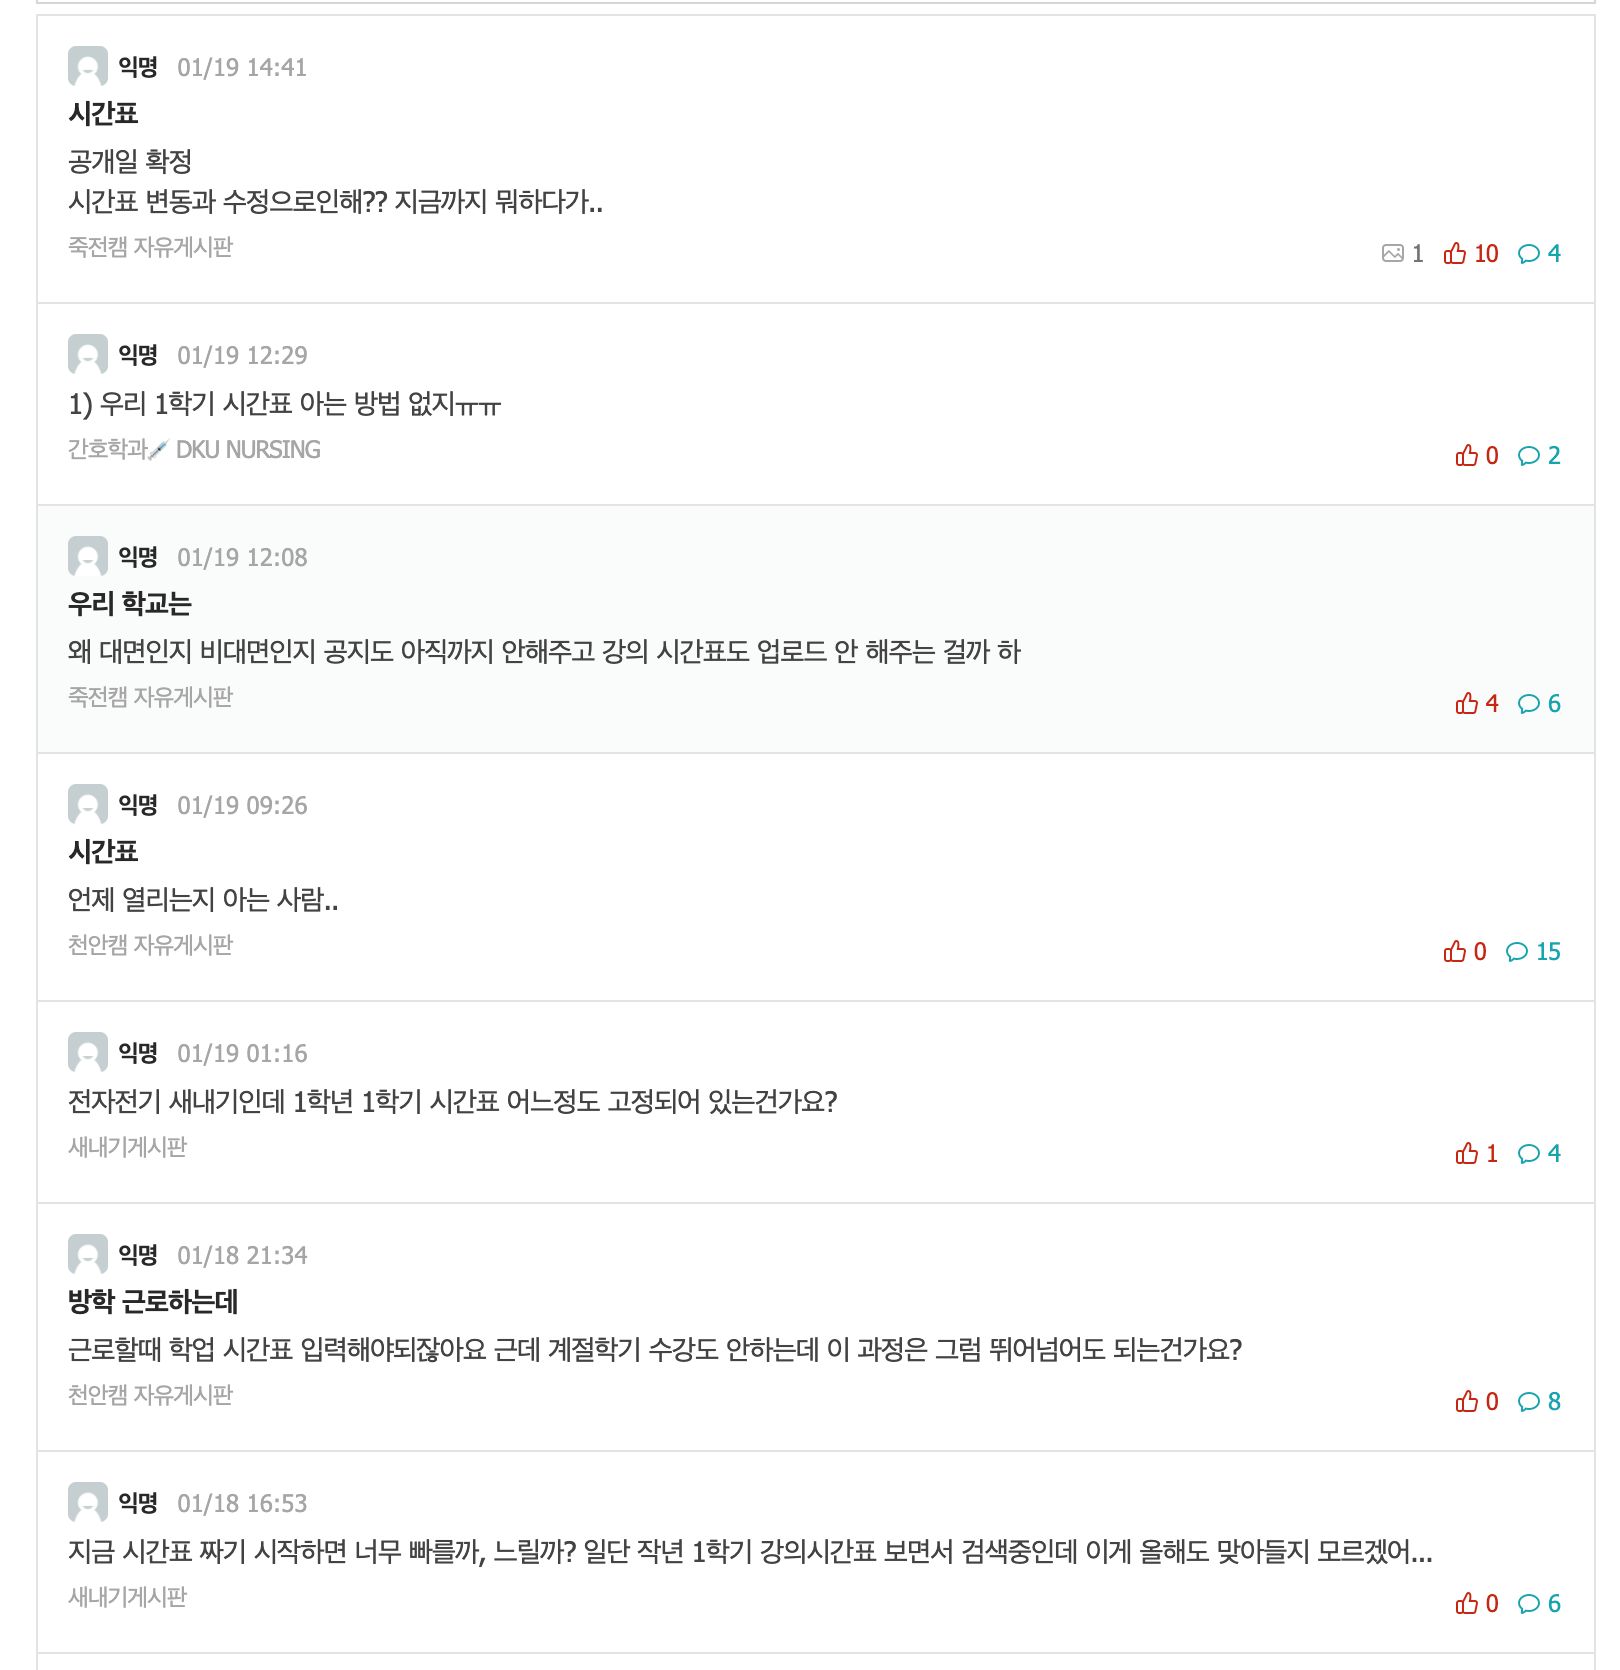 익명 01/19 14:41
시간표
공개일 확정
시간표 변동과 수정으로인해?? 지금까지 뭐하다가..
죽전캠 자유게시판
1 10 4
익명 01/19 12:29
1) 우리 1학기 시간표 아는 방법 없지ㅠㅠ
간호학과💉 DKU NURSING
0 2
익명 01/19 12:08
우리 학교는
왜 대면인지 비대면인지 공지도 아직까지 안해주고 강의 시간표도 업로드 안 해주는 걸까 하
죽전캠 자유게시판
4 6
익명 01/19 09:26
시간표
언제 열리는지 아는 사람..
천안캠 자유게시판
0 15
익명 01/19 01:16
전자전기 새내기인데 1학년 1학기 시간표 어느정도 고정되어 있는건가요?
새내기게시판
1 4
익명 01/18 21:34
방학 근로하는데
근로할때 학업 시간표 입력해야되잖아요 근데 계절학기 수강도 안하는데 이 과정은 그럼 뛰어넘어도 되는건가요?
천안캠 자유게시판
0 8
익명 01/18 16:53
지금 시간표 짜기 시작하면 너무 빠를까, 느릴까? 일단 작년 1학기 강의시간표 보면서 검색중인데 이게 올해도 맞아들지 모르겠어...
새내기게시판
0 6